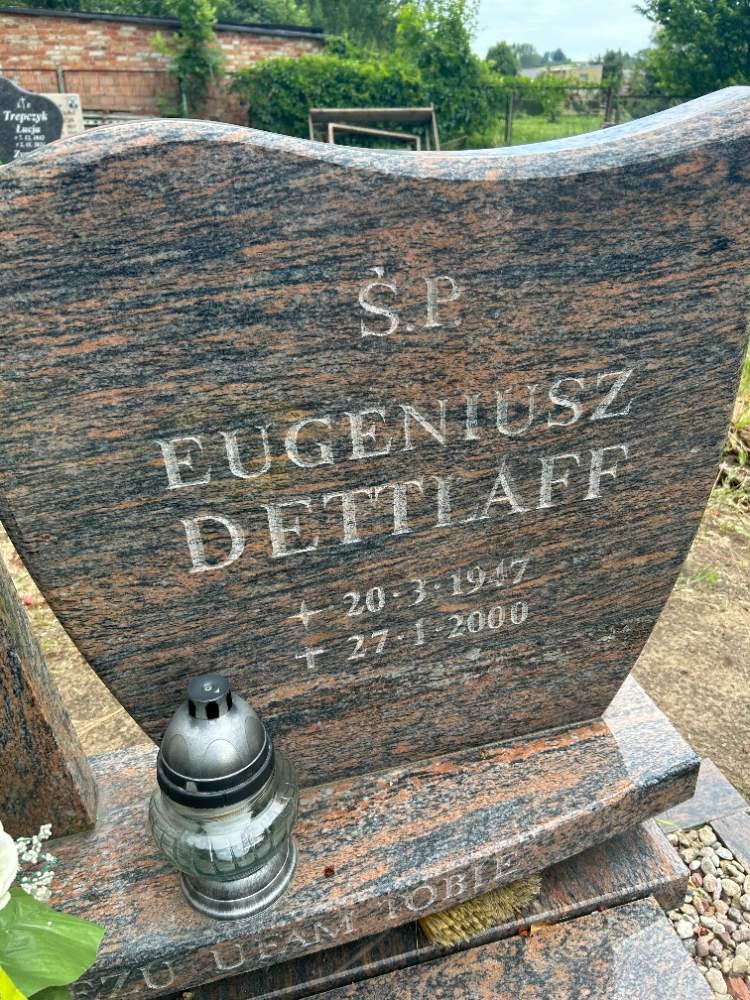 Trepczyk
Łucja
Ś.P.
EUGENIUSZ
DETTLAFF
20·3·1947
27·1·2000
UFAM TOBIE